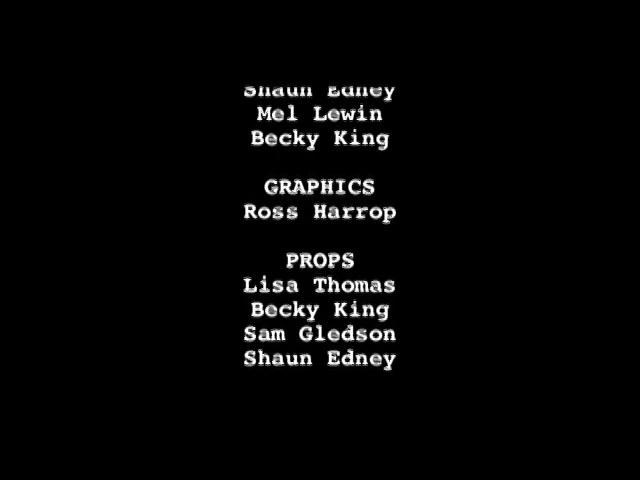 Shaun Edney
Mel Lewin
Becky King
GRAPHICS
Ross Harrop
PROPS
Lisa Thomas
Becky King
Sam Gledson
Shaun Edney